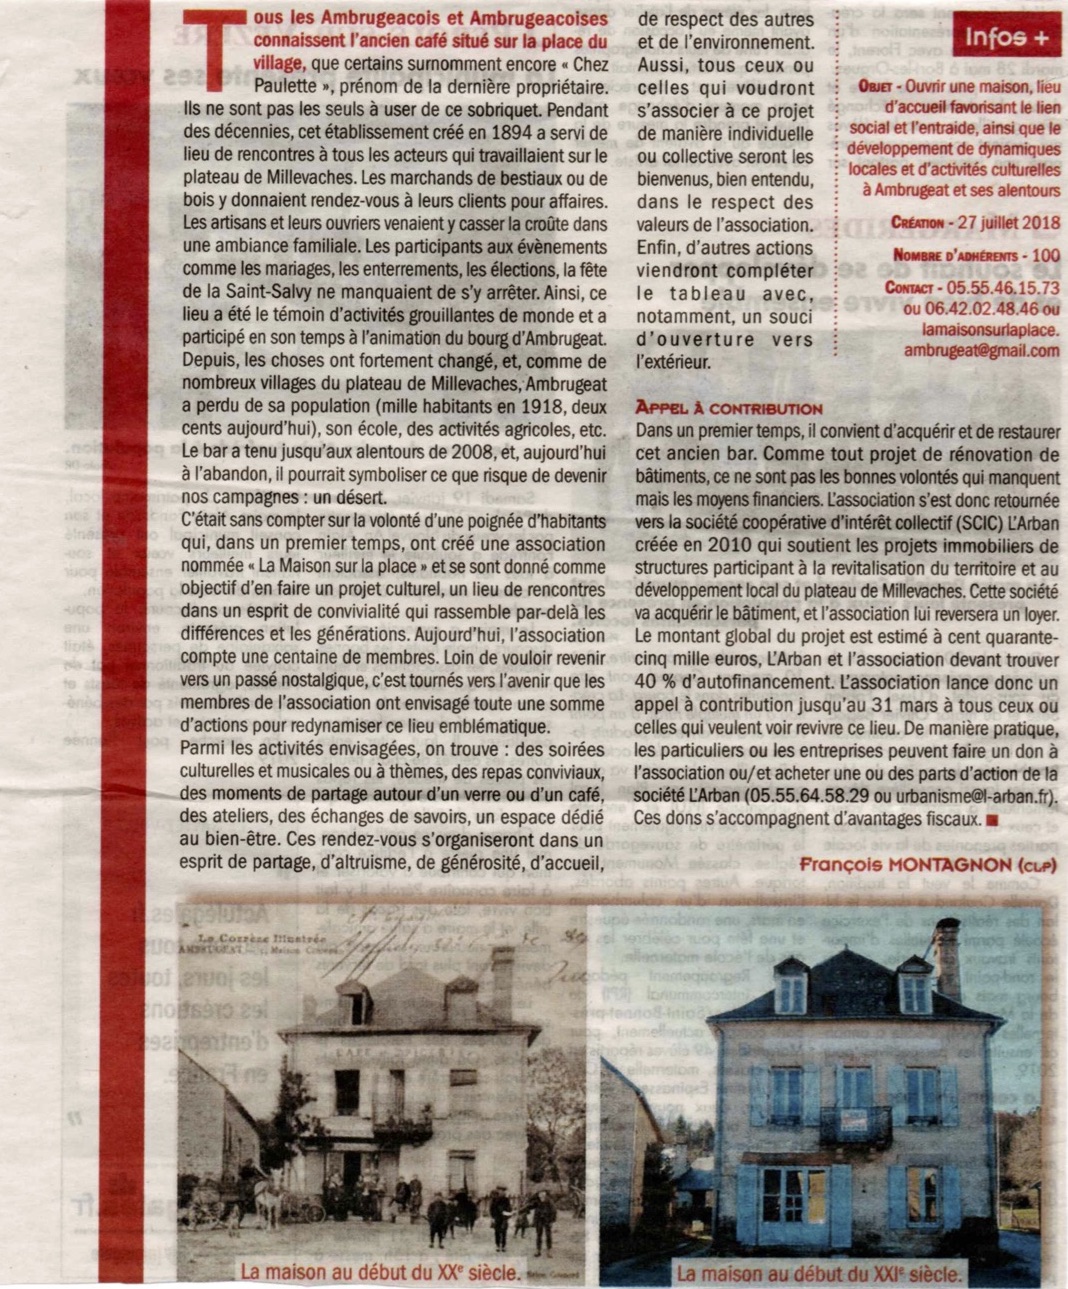 Tous les Ambrugeacois et Ambrugeacoises
connaissent l'ancien café situé sur la place du
village, que certains surnomment encore « Chez
Paulette », prénom de la dernière propriétaire.
Ils ne sont pas les seuls à user de ce sobriquet. Pendant
des décennies, cet établissement créé en 1894 a servi de
lieu de rencontres à tous les acteurs qui travaillaient sur le
plateau de Millevaches. Les marchands de bestiaux ou de
bois y donnaient rendez-vous à leurs clients pour affaires.
Les artisans et leurs ouvriers venaient y casser la croûte dans
une ambiance familiale. Les participants aux évènements
comme les mariages, les enterrements, les élections, la fête
de la Saint-Salvy ne manquaient de s'y arrêter. Ainsi, ce
lieu a été le témoin d'activités grouillantes de monde et a
participé en son temps à l'animation du bourg d'Ambrugeat.
Depuis, les choses ont fortement changé, et, comme de
nombreux villages du plateau de Millevaches, Ambrugeat
a perdu de sa population (mille habitants en 1918, deux
cents aujourd'hui), son école, des activités agricoles, etc.
Le bar a tenu jusqu'aux alentours de 2008, et, aujourd'hui
à l'abandon, il pourrait symboliser ce que risque de devenir
nos campagnes : un désert.
C'était sans compter sur la volonté d'une poignée d'habitants
qui, dans un premier temps, ont créé une association
nommée « La Maison sur la place » et se sont donné comme
objectif d'en faire un projet culturel, un lieu de rencontres
dans un esprit de convivialité qui rassemble par-delà les
différences et les générations. Aujourd'hui, l'association
compte une centaine de membres. Loin de vouloir revenir
vers un passé nostalgique, c'est tournés vers l'avenir que les
membres de l'association ont envisagé toute une somme
d'actions pour redynamiser ce lieu emblématique.
Parmi les activités envisagées, on trouve : des soirées
culturelles et musicales ou à thèmes, des repas conviviaux,
des moments de partage autour d'un verre ou d'un café,
des ateliers, des échanges de savoirs, un espace dédié
au bien-être. Ces rendez-vous s'organiseront dans un
esprit de partage, d'altruisme, de générosité, d'accueil,
de respect des autres
et de l'environnement.
Aussi, tous ceux ou
celles qui voudront
s'associer à ce projet
de manière individuelle
ou collective seront les
bienvenus, bien entendu,
dans le respect des
valeurs de l'association.
Enfin, d'autres actions
viendront compléter
le tableau avec,
notamment, un souci
d'ouverture vers
l'extérieur.
Infos +
Objet - Ouvrir une maison, lieu
d'accueil favorisant le lien
social et l'entraide, ainsi que le
développement de dynamiques
locales et d'activités culturelles
à Ambrugeat et ses alentours
Création - 27 juillet 2018
Nombre d'adhérents - 100
Contact - 05.55.46.15.73
ou 06.42.02.48.46 ou
lamaisonsurlaplace.
ambrugeat@gmail.com
Appel à contribution
Dans un premier temps, il convient d'acquérir et de restaurer
cet ancien bar. Comme tout projet de rénovation de
bâtiments, ce ne sont pas les bonnes volontés qui manquent
mais les moyens financiers. L'association s'est donc retournée
vers la société coopérative d'intérêt collectif (SCIC) L'Arban
créée en 2010 qui soutient les projets immobiliers de
structures participant à la revitalisation du territoire et au
développement local du plateau de Millevaches. Cette société
va acquérir le bâtiment, et l'association lui reversera un loyer.
Le montant global du projet est estimé à cent quarante-
cinq mille euros, L'Arban et l'association devant trouver
40 % d'autofinancement. L'association lance donc un
appel à contribution jusqu'au 31 mars à tous ceux ou
celles qui veulent voir revivre ce lieu. De manière pratique,
les particuliers ou les entreprises peuvent faire un don à
l'association ou/et acheter une ou des parts d'action de la
société L'Arban (05.55.64.58.29 ou urbanisme@l-arban.fr).
Ces dons s'accompagnent d'avantages fiscaux. ■
François MONTAGNON (CLP)
La Corrèze Illustrée
AMBRUGEAT
La maison au début du XXe siècle.
La maison au début du XXIe siècle.